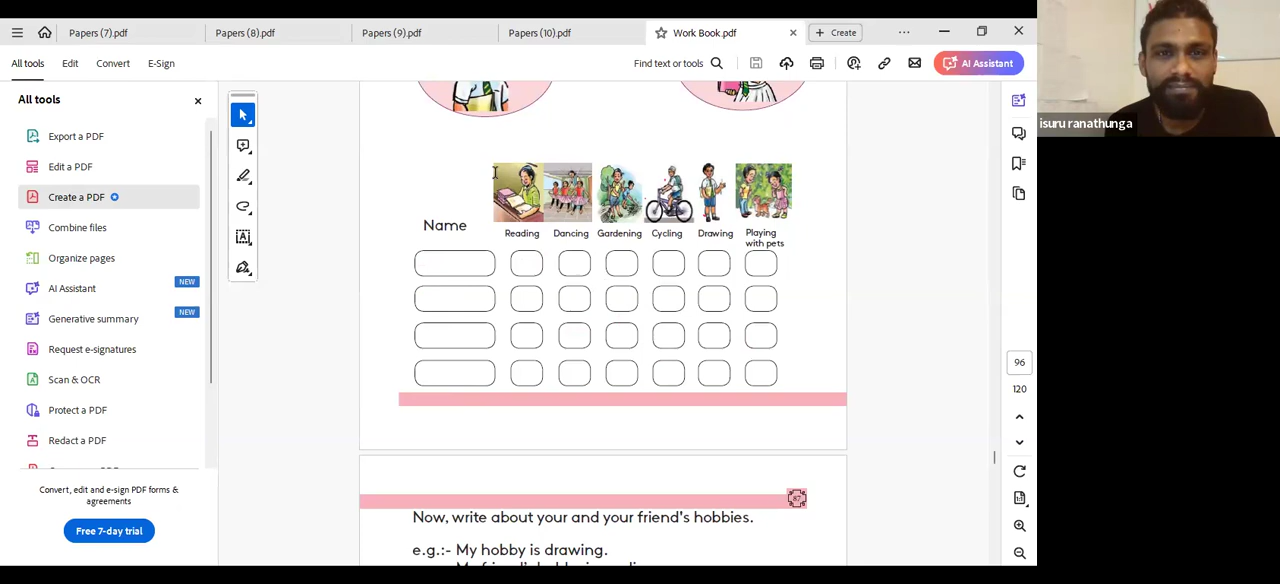 Papers (7).pdf
Papers (8).pdf
Papers (9).pdf
Papers (10).pdf
Work Book.pdf
Create
All tools
Edit
Convert
E-Sign
Find text or tools
AI Assistant
All tools
Export a PDF
Edit a PDF
Create a PDF
Combine files
Organize pages
AI Assistant
NEW
Generative summary
NEW
Request e-signatures
Scan & OCR
Protect a PDF
Redact a PDF
Convert, edit and e-sign PDF forms &
agreements
Free 7-day trial
Name
Reading
Dancing
Gardening
Cycling
Drawing
Playing
with pets
87
Now, write about your and your friend's hobbies.
e.g.:- My hobby is drawing.
96
120
isuru ranathunga